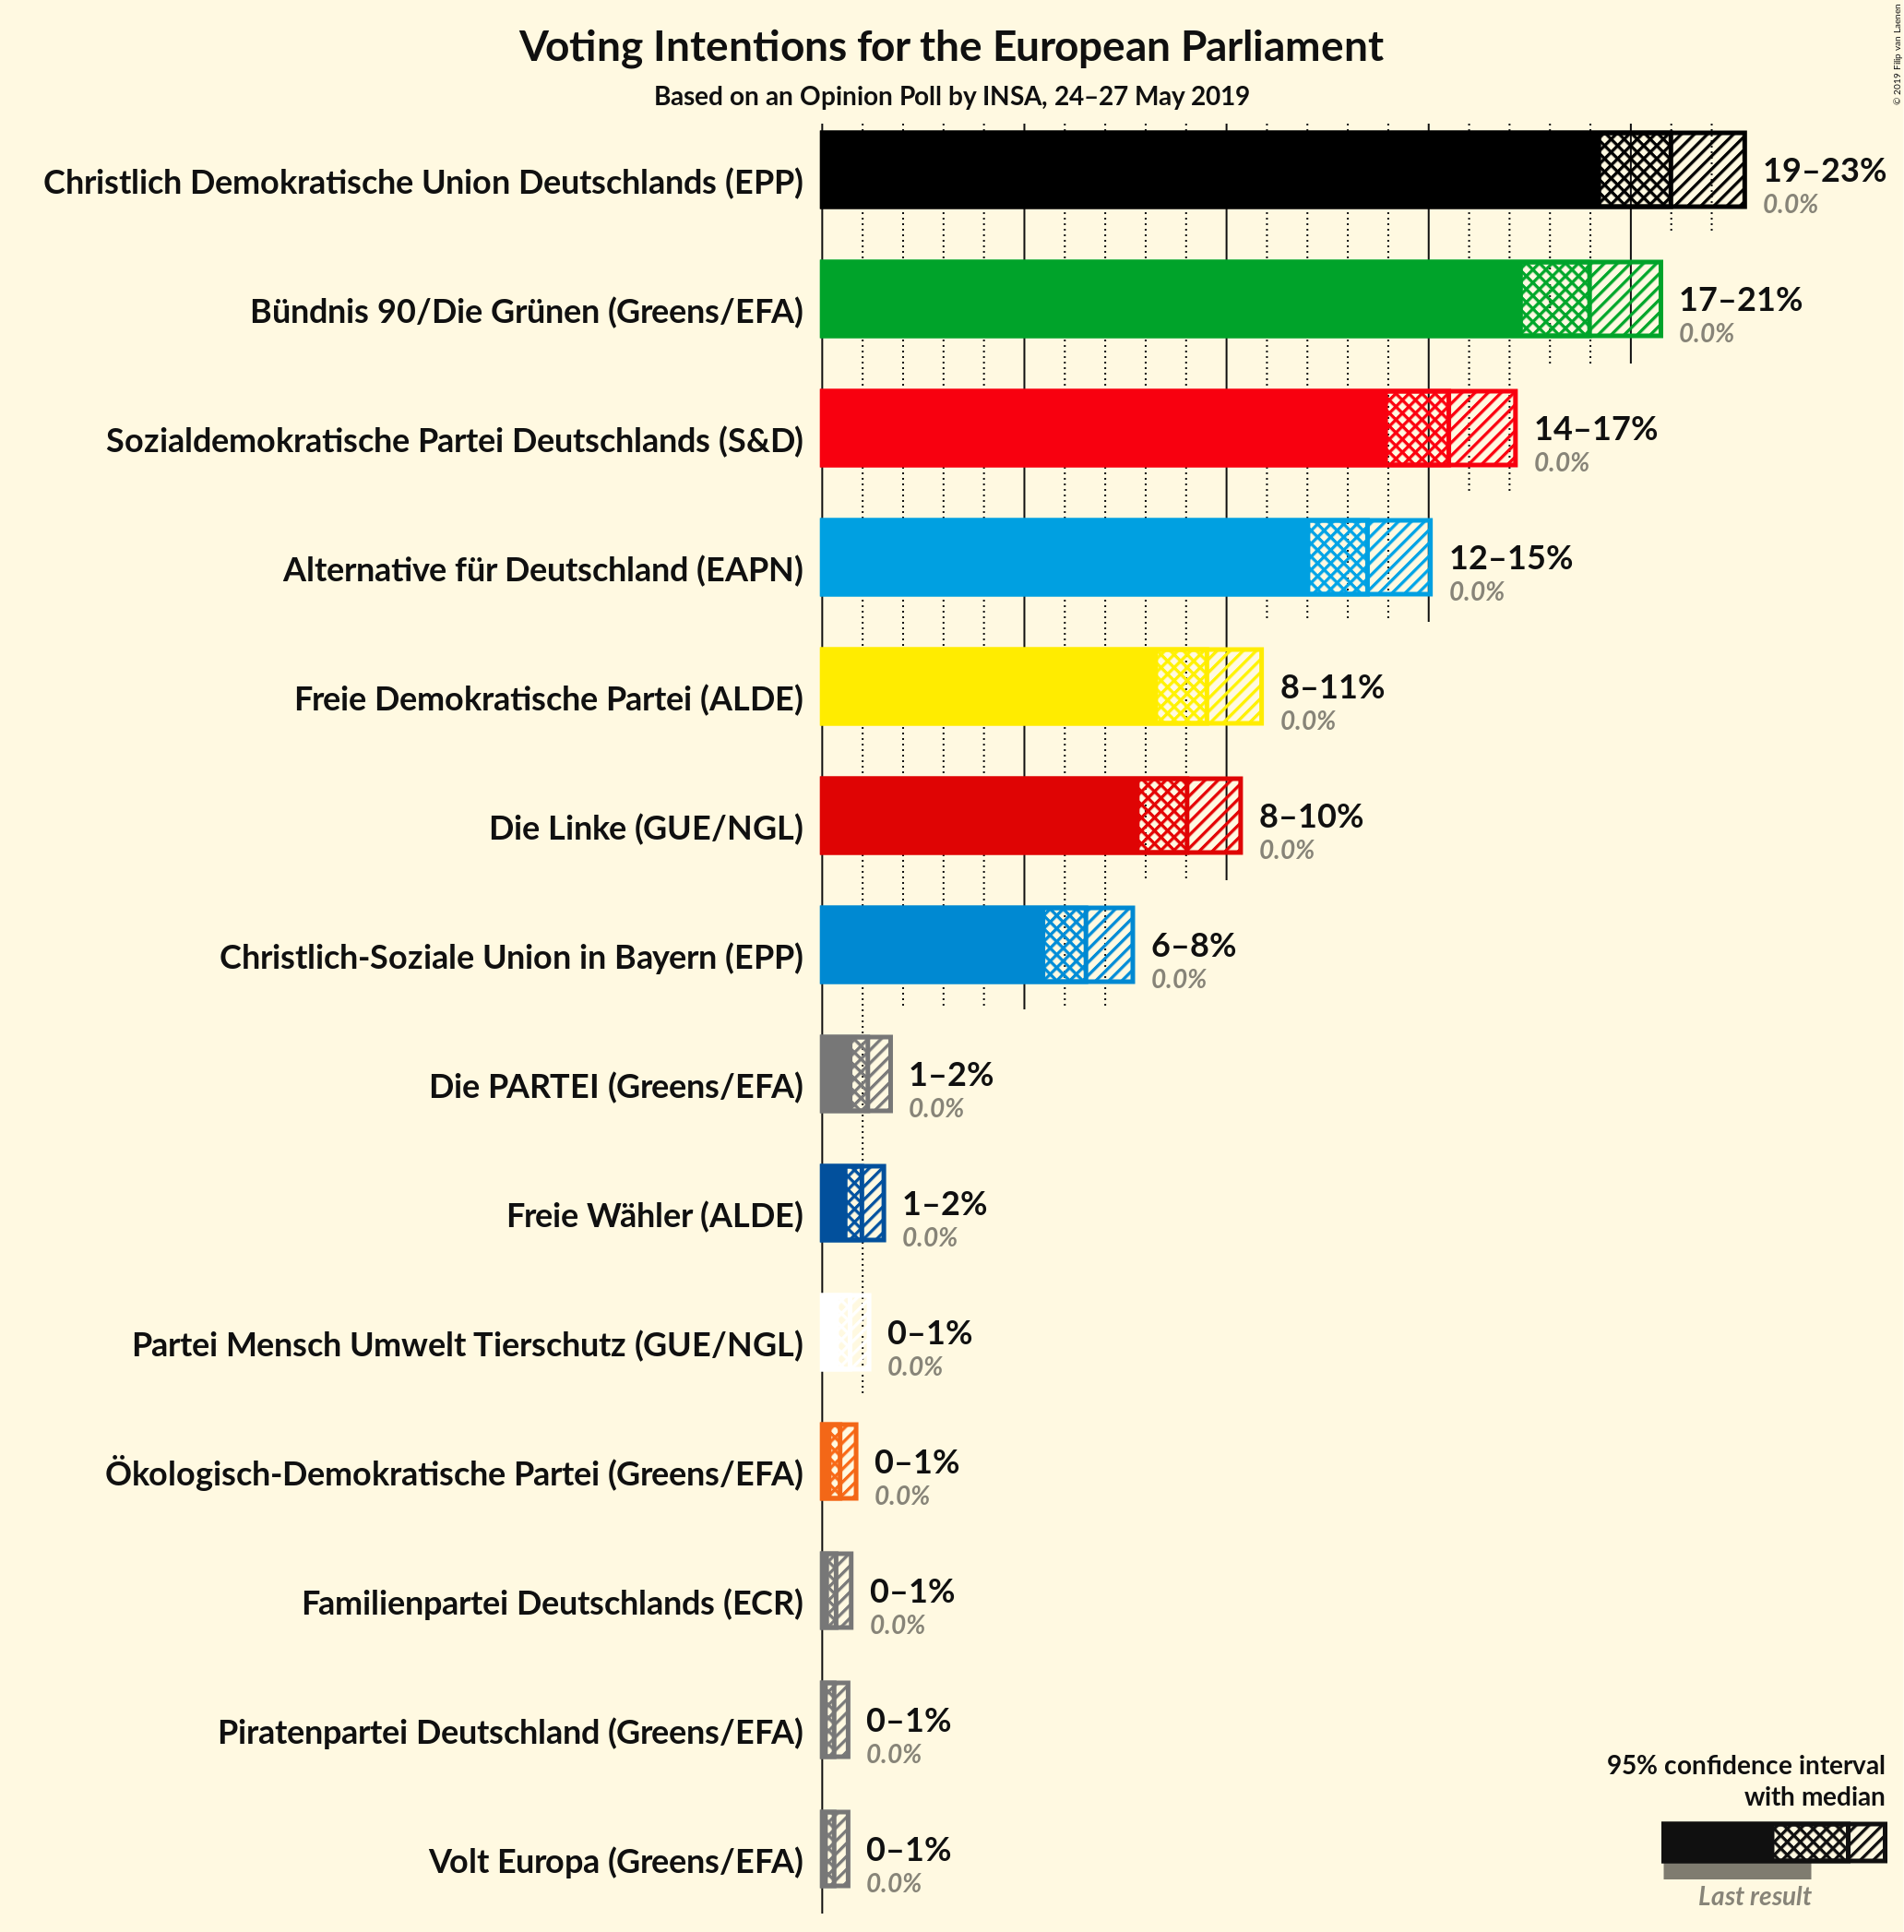 Voting Intentions for the European Parliament
Based on an Opinion Poll by INSA, 24–27 May 2019
© 2019 Filip van Laenen
Christlich Demokratische Union Deutschlands (EPP)
19–23%
0.0%
Bündnis 90/Die Grünen (Greens/EFA)
17–21%
0.0%
Sozialdemokratische Partei Deutschlands (S&D)
14–17%
0.0%
Alternative für Deutschland (EAPN)
12–15%
0.0%
Freie Demokratische Partei (ALDE)
8–11%
0.0%
Die Linke (GUE/NGL)
8–10%
0.0%
Christlich-Soziale Union in Bayern (EPP)
6–8%
0.0%
Die PARTEI (Greens/EFA)
1–2%
0.0%
Freie Wähler (ALDE)
1–2%
0.0%
Partei Mensch Umwelt Tierschutz (GUE/NGL)
0–1%
0.0%
Ökologisch-Demokratische Partei (Greens/EFA)
0–1%
0.0%
Familienpartei Deutschlands (ECR)
0–1%
0.0%
Piratenpartei Deutschland (Greens/EFA)
0–1%
0.0%
Volt Europa (Greens/EFA)
0–1%
0.0%
95% confidence interval
with median
Last result